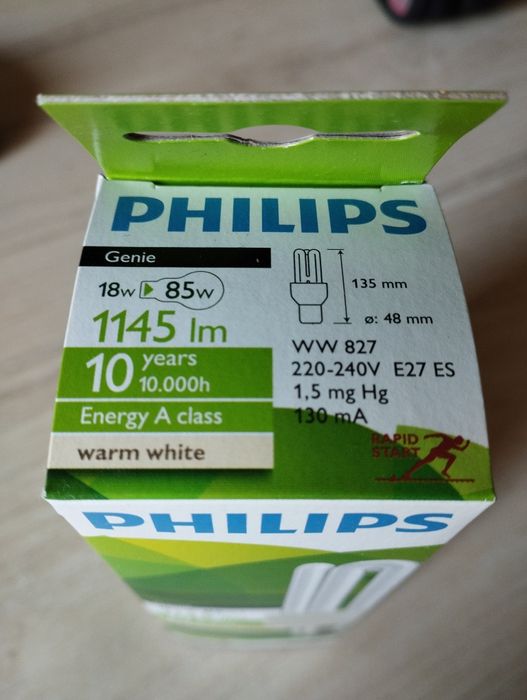 PHILIPS
Genie
18w 85w
1145 lm
10 years
10.000h
Energy A class
warm white
135 mm
ø: 48 mm
WW 827
220-240V E27 ES
1,5 mg Hg
130 mA
RAPID
START
PHILIPS